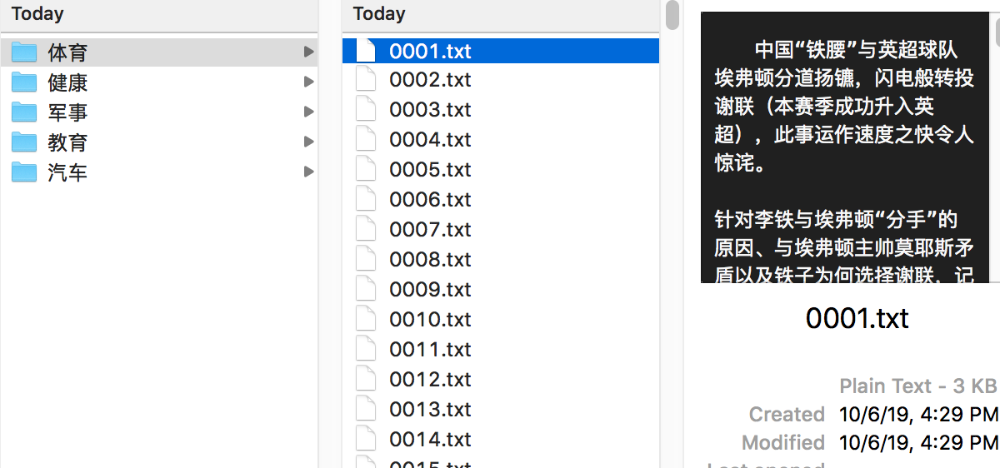 Today
体育
健康
军事
教育
汽车
Today
0001.txt
0002.txt
0003.txt
0004.txt
0005.txt
0006.txt
0007.txt
0008.txt
0009.txt
0010.txt
0011.txt
0012.txt
0013.txt
0014.txt
0015.txt
中国“铁腰”与英超球队
埃弗顿分道扬镳，闪电般转投
谢联（本赛季成功升入英
超），此事运作速度之快令人
惊诧。
针对李铁与埃弗顿“分手”的
原因、与埃弗顿主帅莫耶斯矛
盾以及铁子为何选择谢联，记
0001.txt
Plain Text - 3 KB
Created 10/6/19, 4:29 PM
Modified 10/6/19, 4:29 PM
Last opened